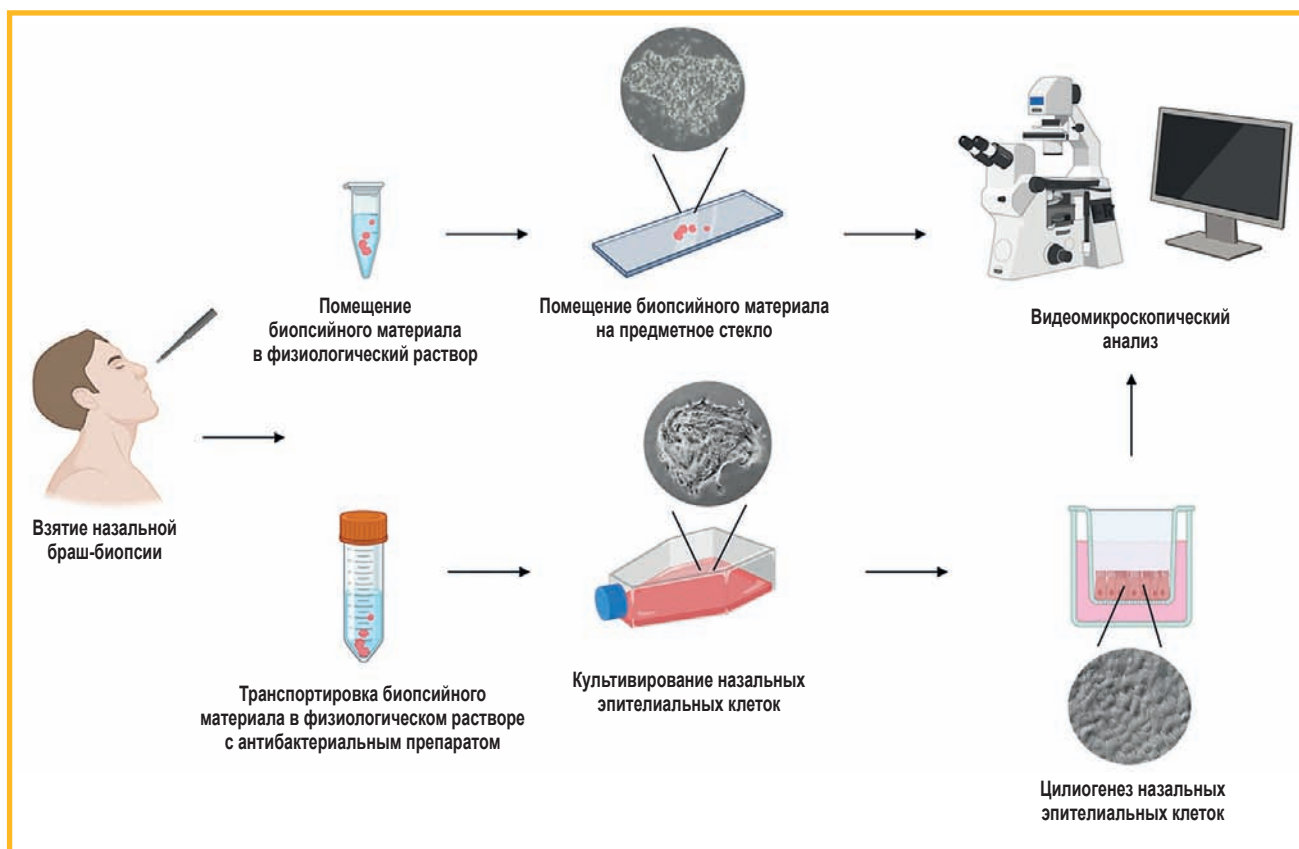 Помещение
биопсийного материала
в физиологический раствор
Помещение биопсийного материала
на предметное стекло
Видеомикроскопический
анализ
Взятие назальной
браш-биопсии
Транспортировка биопсийного
материала в физиологическом растворе
с антибактериальным препаратом
Культивирование назальных
эпителиальных клеток
Цилиогенез назальных
эпителиальных клеток